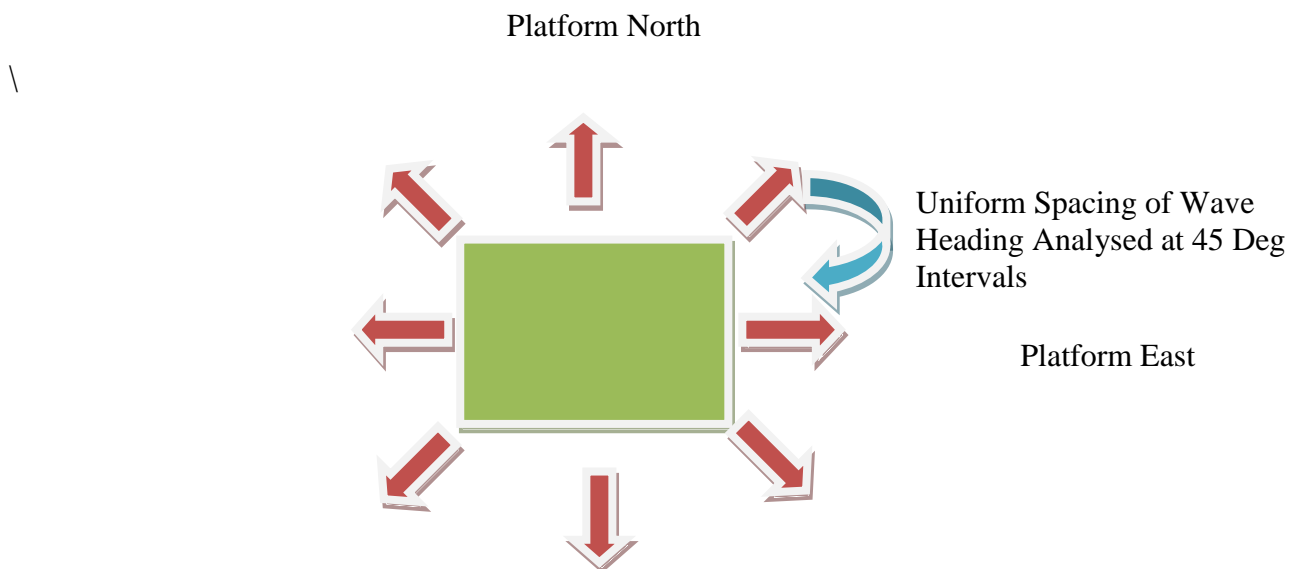 Platform North
\
Uniform Spacing of Wave
Heading Analysed at 45 Deg
Intervals
Platform East